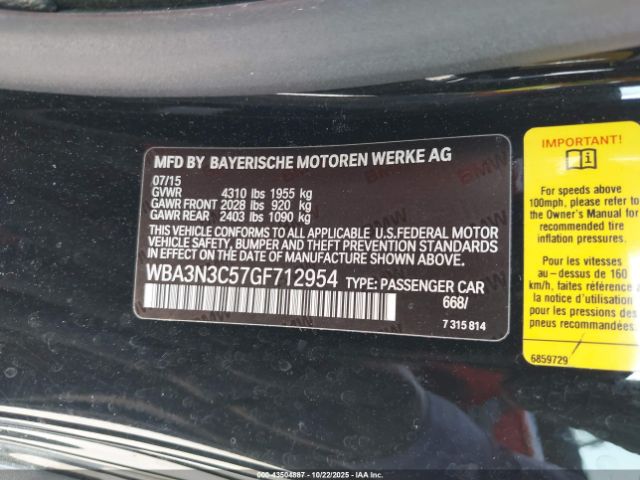 MFD BY BAYERISCHE MOTOREN WERKE AG
07/15
GVWR 4310 lbs 1955 kg
GAWR FRONT 2028 lbs 920 kg
GAWR REAR 2403 lbs 1090 kg
THIS VEHICLE CONFORMS TO ALL APPLICABLE U.S.FEDERAL MOTOR
VEHICLE SAFETY, BUMPER AND THEFT PREVENTION STANDARDS
IN EFFECT ON THE DATE OF MANUFACTURE SHOWN ABOVE.
WBA3N3C57GF712954 TYPE: PASSENGER CAR
668/
7 315 814
IMPORTANT!
For speeds above
100mph, please refer to
the Owner's Manual for
recommended tire
inflation pressures.
Pour les vitesses
au-dessus de 160
km/h, en référez à
la notice d'utilisation
pour pressions des
pneus recommandées.
6859729
© IAA - 43504887 - 10/22/2025 - IAAI.COM